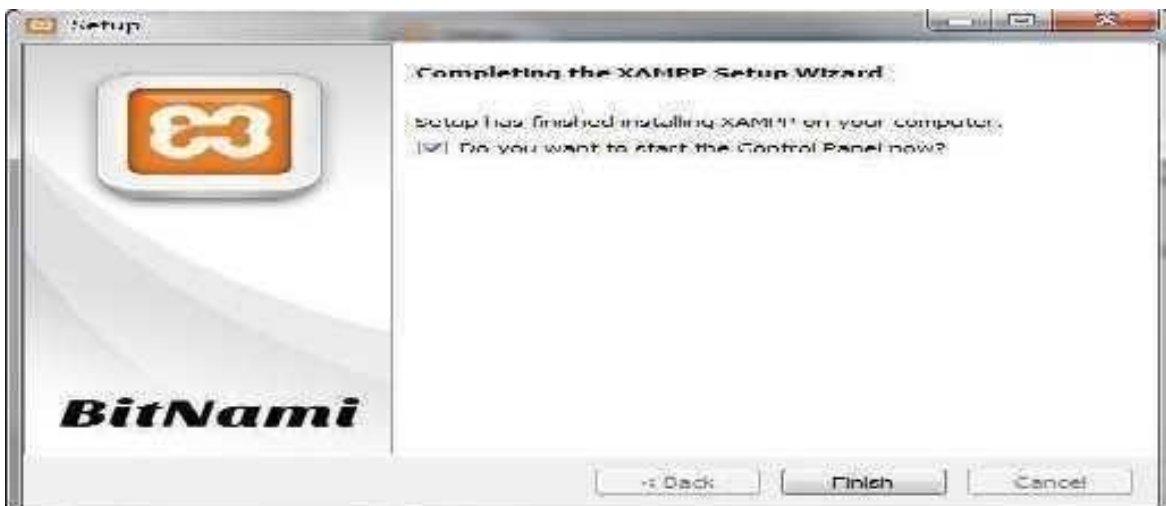 Setup
Completing the XAMPP Setup Wizard
Setup has finished installing XAMPP on your computer.
Do you want to start the Control Panel now?
BitNami
< Back
Finish
Cancel